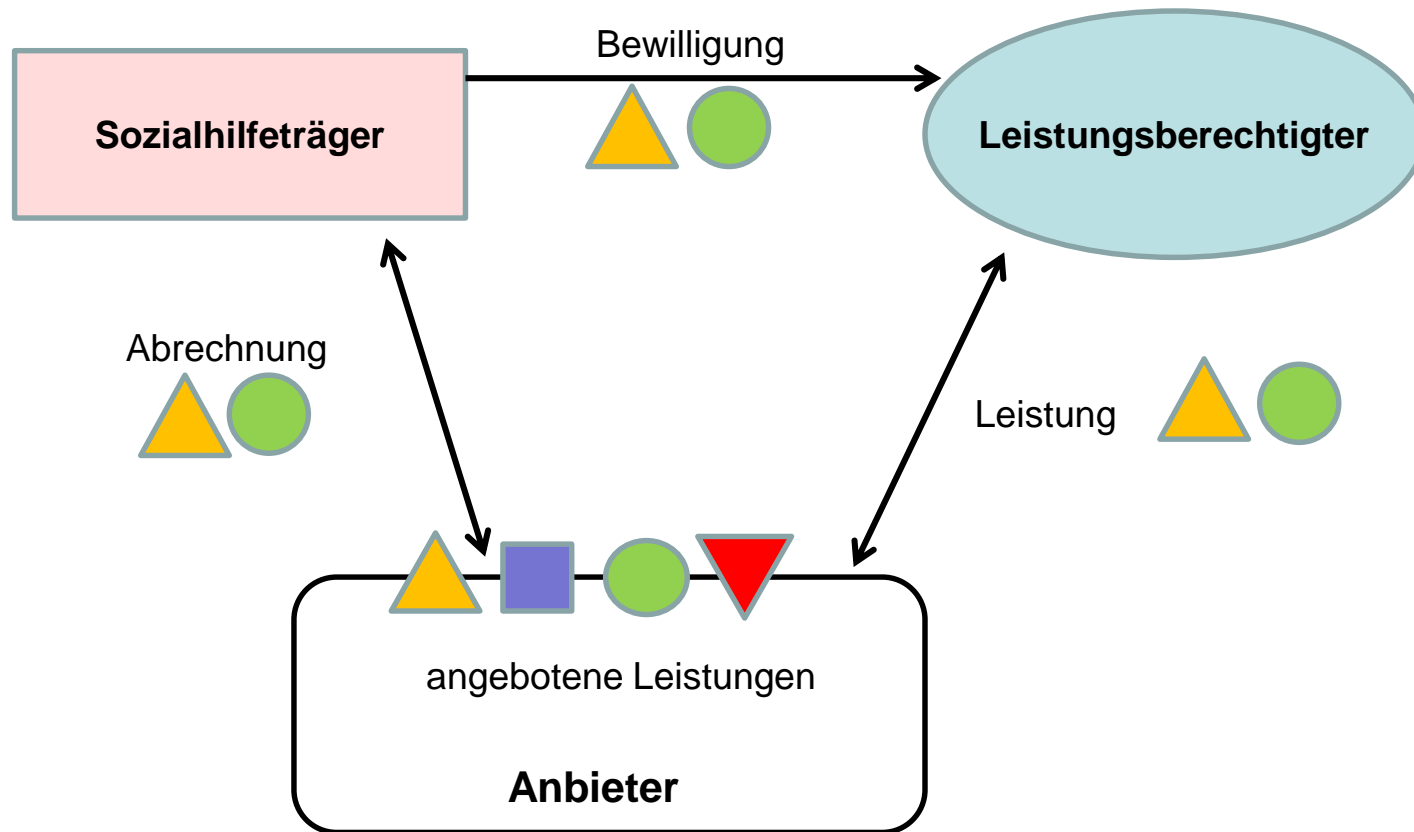 Bewilligung
Sozialhilfeträger
Leistungsberechtigter
Abrechnung
Leistung
angebotene Leistungen
Anbieter